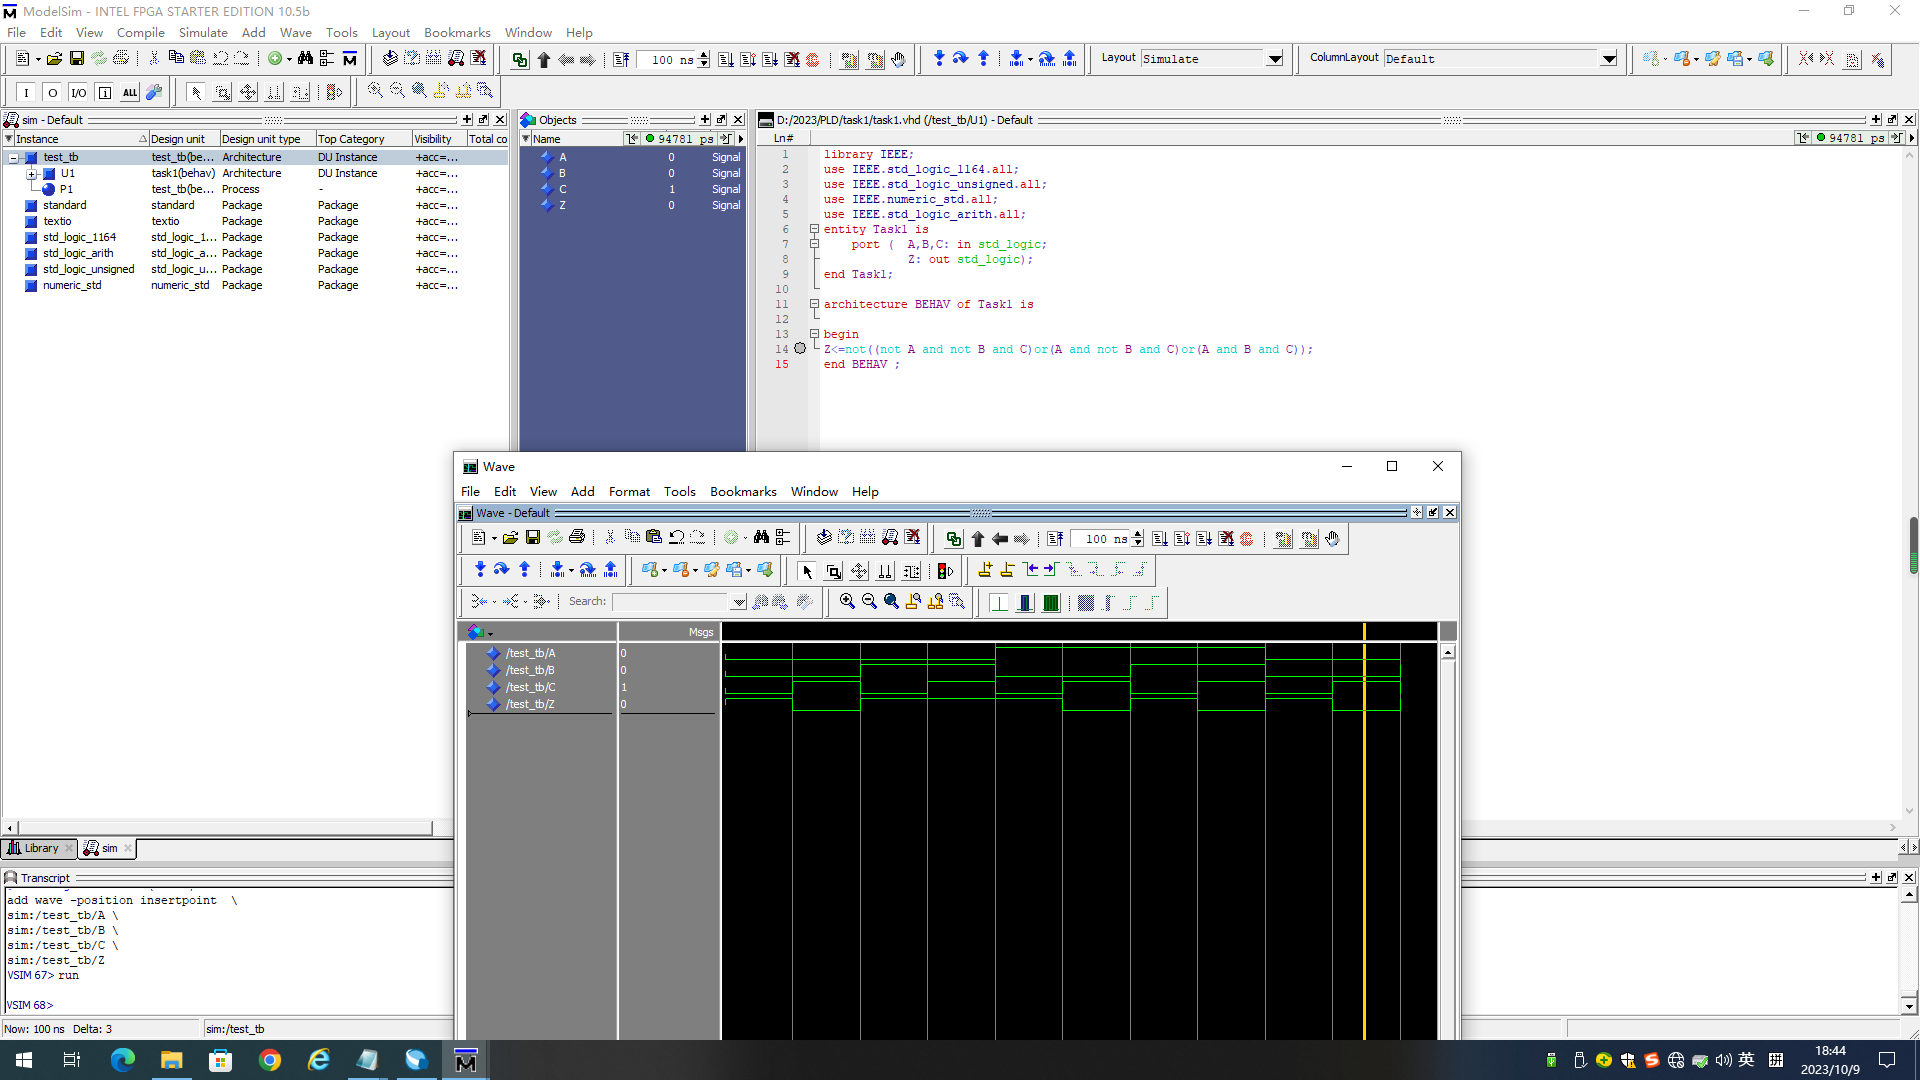 ModelSim - INTEL FPGA STARTER EDITION 10.5b
File Edit View Compile Simulate Add Wave Tools Layout Bookmarks Window Help
100 ns
Layout Simulate
ColumnLayout Default
I O I/O i ALL
sim - Default
Instance Design unit Design unit type Top Category Visibility Total co
test_tb test_tb(be... Architecture DU Instance +acc=...
U1 task1(behav) Architecture DU Instance +acc=...
P1 test_tb(be... Process - +acc=...
standard standard Package Package +acc=...
textio textio Package Package +acc=...
std_logic_1164 std_logic_1... Package Package +acc=...
std_logic_arith std_logic_a... Package Package +acc=...
std_logic_unsigned std_logic_u... Package Package +acc=...
numeric_std numeric_std Package Package +acc=...
Objects
Name 94781 ps
A 0 Signal
B 0 Signal
C 1 Signal
Z 0 Signal
D:/2023/PLD/task1/task1.vhd (/test_tb/U1) - Default
Ln# 94781 ps
1 library IEEE;
2 use IEEE.std_logic_1164.all;
3 use IEEE.std_logic_unsigned.all;
4 use IEEE.numeric_std.all;
5 use IEEE.std_logic_arith.all;
6 entity Task1 is
7 port ( A,B,C: in std_logic;
8 Z: out std_logic);
9 end Task1;
10
11 architecture BEHAV of Task1 is
12
13 begin
14 Z<=not((not A and not B and C)or(A and not B and C)or(A and B and C));
15 end BEHAV ;
Wave
File Edit View Add Format Tools Bookmarks Window Help
Wave - Default
100 ns
Search:
Msgs
/test_tb/A 0
/test_tb/B 0
/test_tb/C 1
/test_tb/Z 0
Library sim
Transcript
add wave -position insertpoint \
sim:/test_tb/A \
sim:/test_tb/B \
sim:/test_tb/C \
sim:/test_tb/Z
VSIM 67> run
VSIM 68>
Now: 100 ns Delta: 3 sim:/test_tb
英
18:44
2023/10/9